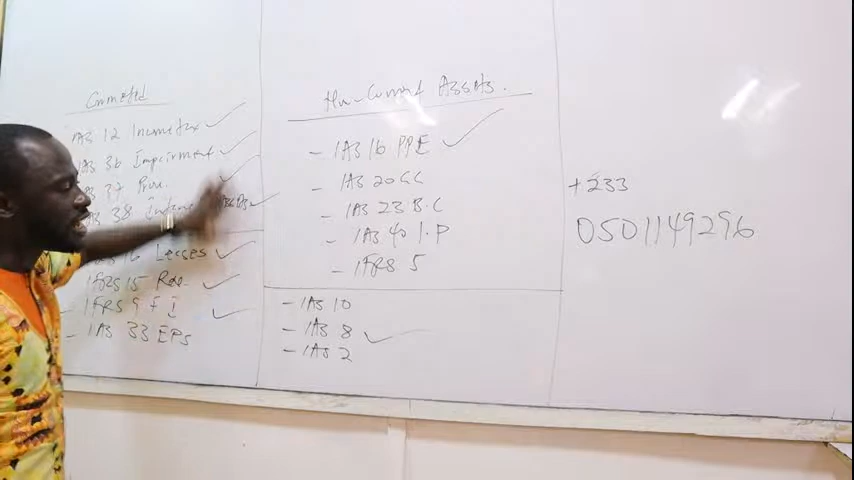 IAS 12 Income tax
IAS 36 Impairment
37 Prov.
IAS 38
16 Leases
IFRS 15 Rev.
IFRS 9 F I
- IAS 33 EPS
Non-Current Assets.
- IAS 16 PPE
- IAS 20 GG
- IAS 23 B.C
- IAS 40 I.P
- IFRS 5
- IAS 10
- IAS 8
- IAS 2
+233
0501149296